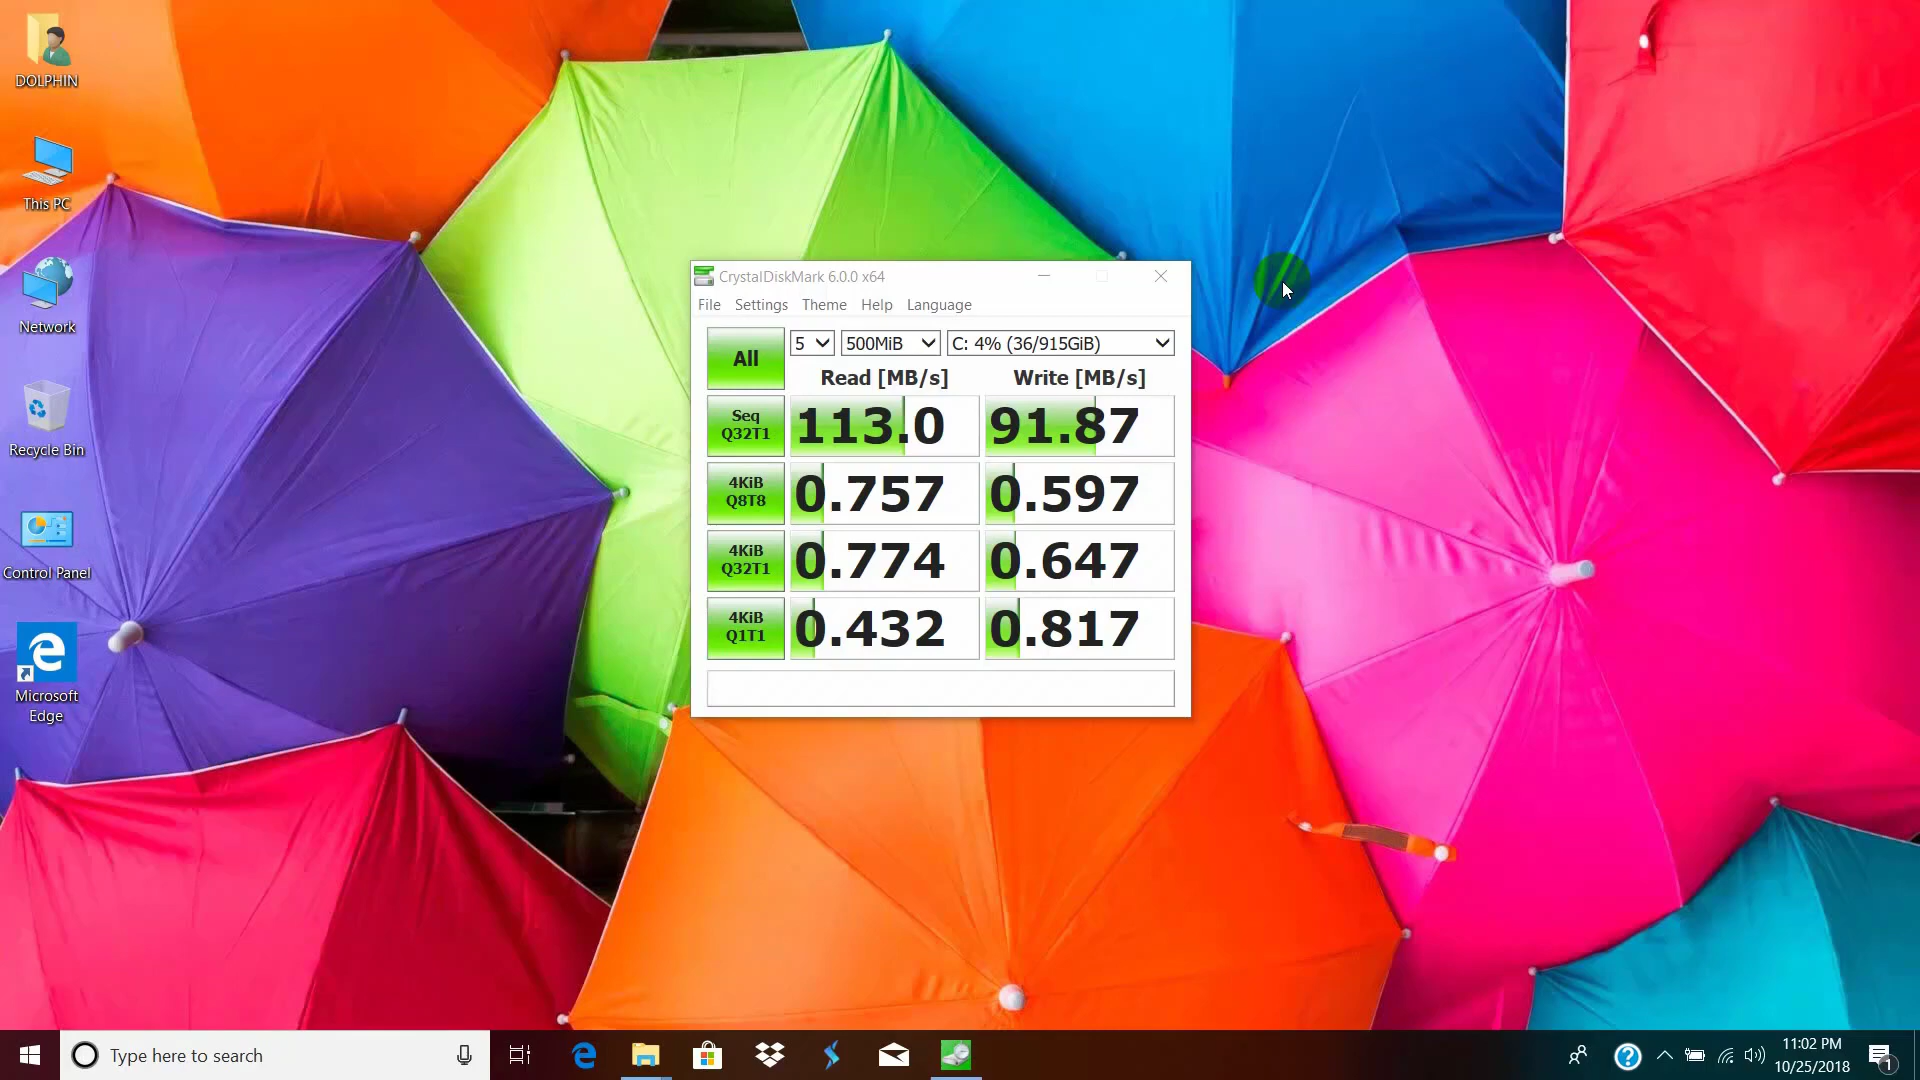 DOLPHIN
This PC
Network
Recycle Bin
Control Panel
Microsoft
Edge
CrystalDiskMark 6.0.0 x64
File Settings Theme Help Language
All 5 500MiB C: 4% (36/915GiB)
Read [MB/s] Write [MB/s]
Seq
Q32T1
113.0 91.87
4KiB
Q8T8
0.757 0.597
4KiB
Q32T1
0.774 0.647
4KiB
Q1T1
0.432 0.817
Type here to search
11:02 PM
10/25/2018
1